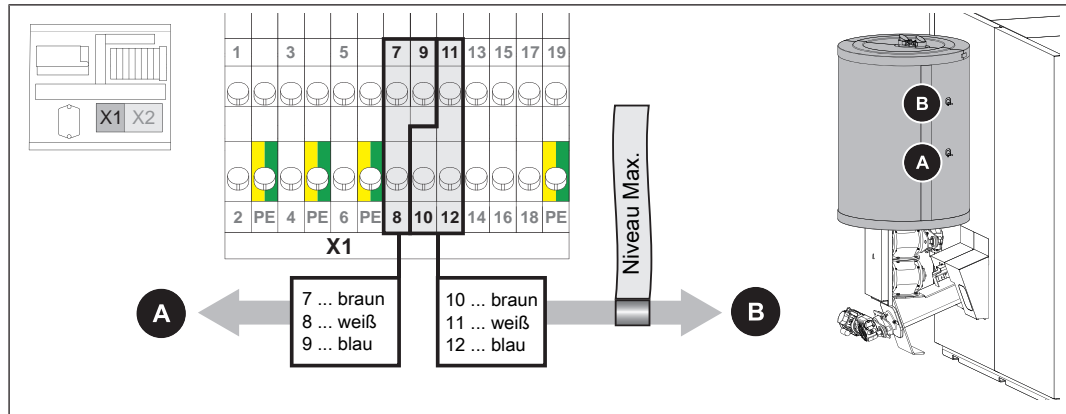 X1 X2
1 3 5 7 9 11 13 15 17 19
2 PE 4 PE 6 PE 8 10 12 14 16 18 PE
X1
A
7 ... braun
8 ... weiß
9 ... blau
10 ... braun
11 ... weiß
12 ... blau
Niveau Max.
B
B
A